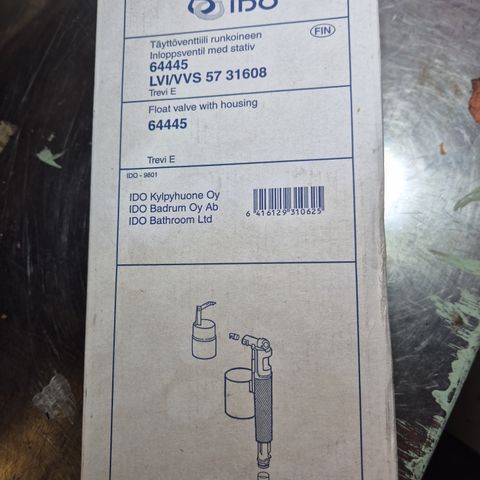 IDO
Täyttöventtiili runkoineen
Inloppsventil med stativ
FIN
64445
LVI/VVS 57 31608
Trevi E
Float valve with housing
64445
Trevi E
IDO - 9801
IDO Kylpyhuone Oy
IDO Badrum Oy Ab
IDO Bathroom Ltd
6 416129 310625